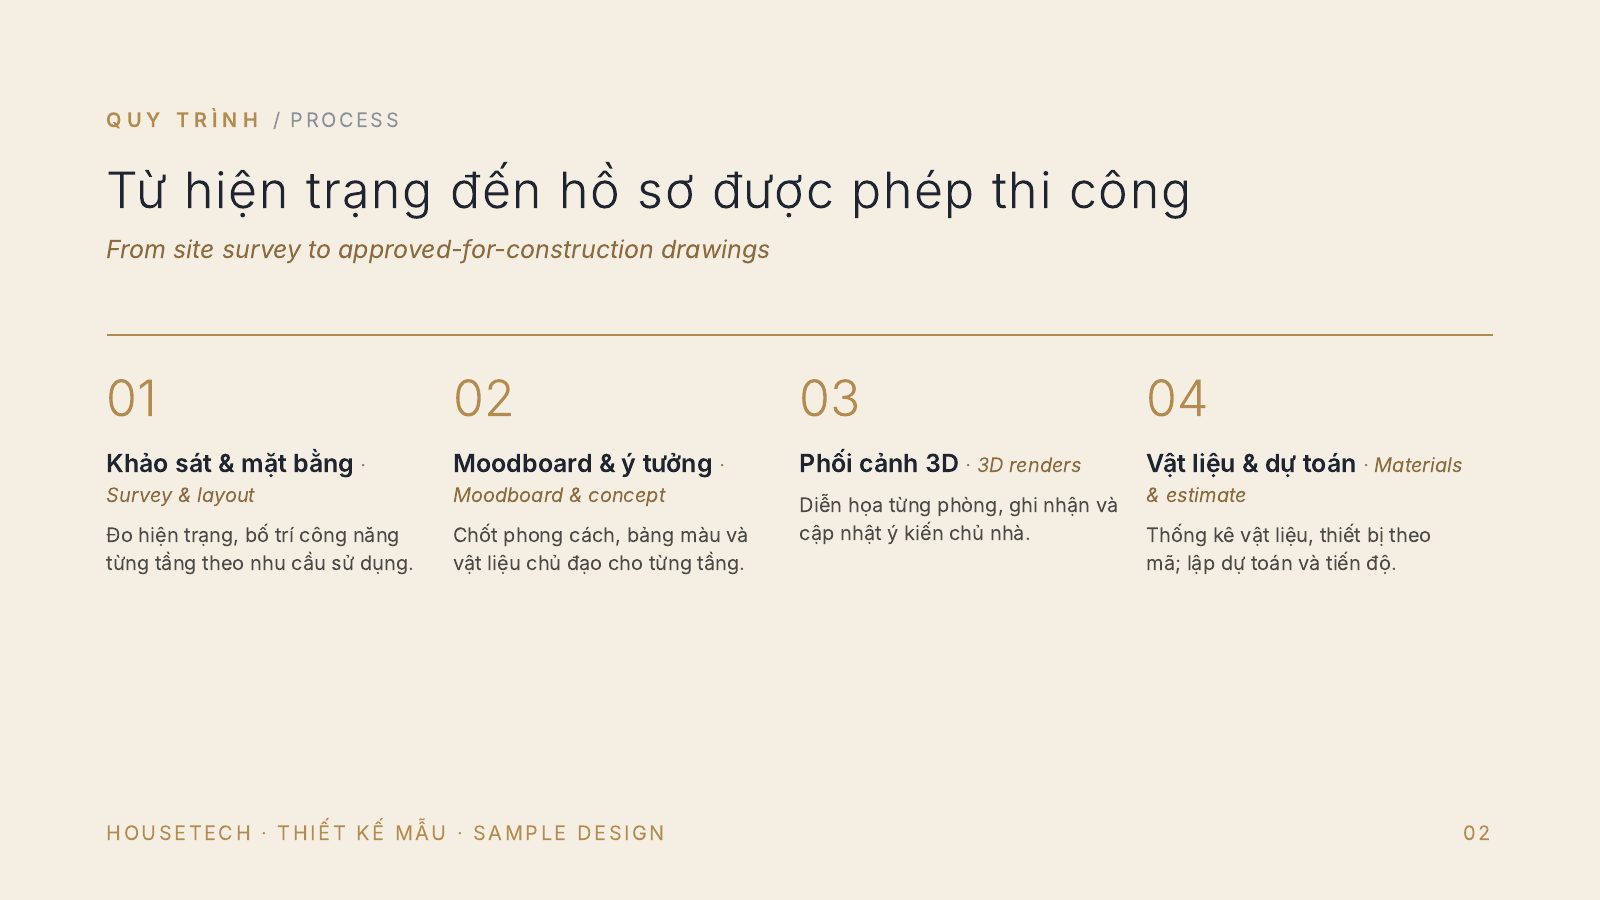 QUY TRÌNH / PROCESS
Từ hiện trạng đến hồ sơ được phép thi công
From site survey to approved-for-construction drawings
01
Khảo sát & mặt bằng ·
Survey & layout
Đo hiện trạng, bố trí công năng
từng tầng theo nhu cầu sử dụng.
02
Moodboard & ý tưởng ·
Moodboard & concept
Chốt phong cách, bảng màu và
vật liệu chủ đạo cho từng tầng.
03
Phối cảnh 3D · 3D renders
Diễn họa từng phòng, ghi nhận và
cập nhật ý kiến chủ nhà.
04
Vật liệu & dự toán · Materials
& estimate
Thống kê vật liệu, thiết bị theo
mã; lập dự toán và tiến độ.
HOUSETECH · THIẾT KẾ MẪU · SAMPLE DESIGN
02